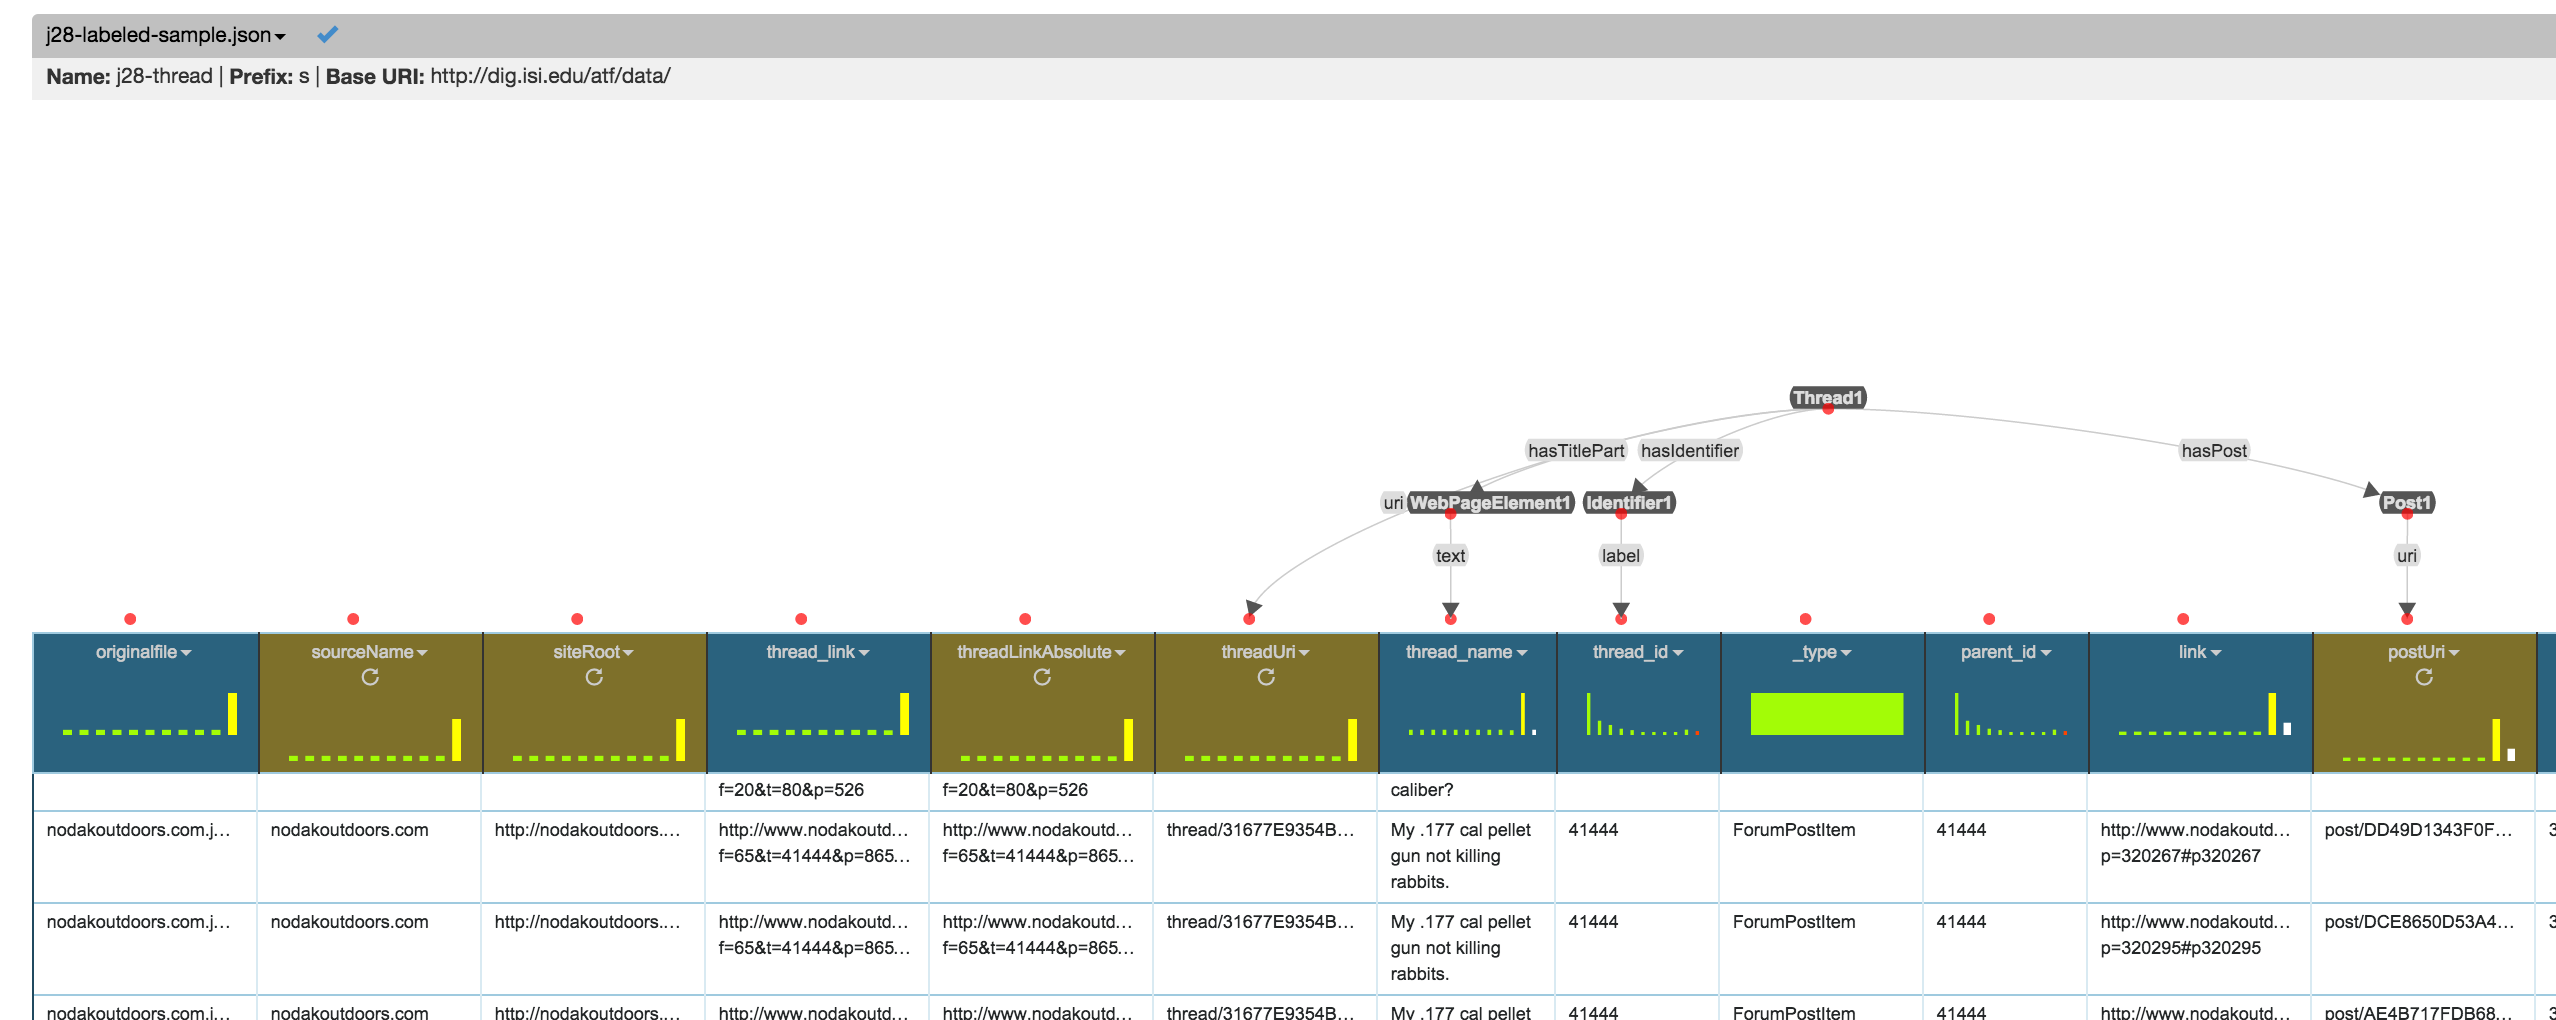 j28-labeled-sample.json
Name: j28-thread | Prefix: s | Base URI: http://dig.isi.edu/atf/data/
Thread1
hasTitlePart hasIdentifier hasPost
uri WebPageElement1 Identifier1 Post1
text label uri
originalfile sourceName siteRoot thread_link threadLinkAbsolute threadUri thread_name thread_id _type parent_id link postUri
f=20&t=80&p=526 f=20&t=80&p=526 caliber?
nodakoutdoors.com.j... nodakoutdoors.com http://nodakoutdoors.... http://www.nodakoutd... http://www.nodakoutd... thread/31677E9354B... My .177 cal pellet 41444 ForumPostItem 41444 http://www.nodakoutd... post/DD49D1343F0F... 3
f=65&t=41444&p=865... f=65&t=41444&p=865... gun not killing p=320267#p320267
rabbits.
nodakoutdoors.com.j... nodakoutdoors.com http://nodakoutdoors.... http://www.nodakoutd... http://www.nodakoutd... thread/31677E9354B... My .177 cal pellet 41444 ForumPostItem 41444 http://www.nodakoutd... post/DCE8650D53A4... 3
f=65&t=41444&p=865... f=65&t=41444&p=865... gun not killing p=320295#p320295
rabbits.
nodakoutdoors.com.j... nodakoutdoors.com http://nodakoutdoors.... http://www.nodakoutd... http://www.nodakoutd... thread/31677E9354B... My .177 cal pellet 41444 ForumPostItem 41444 http://www.nodakoutd... post/AE4B717FDB68... 3